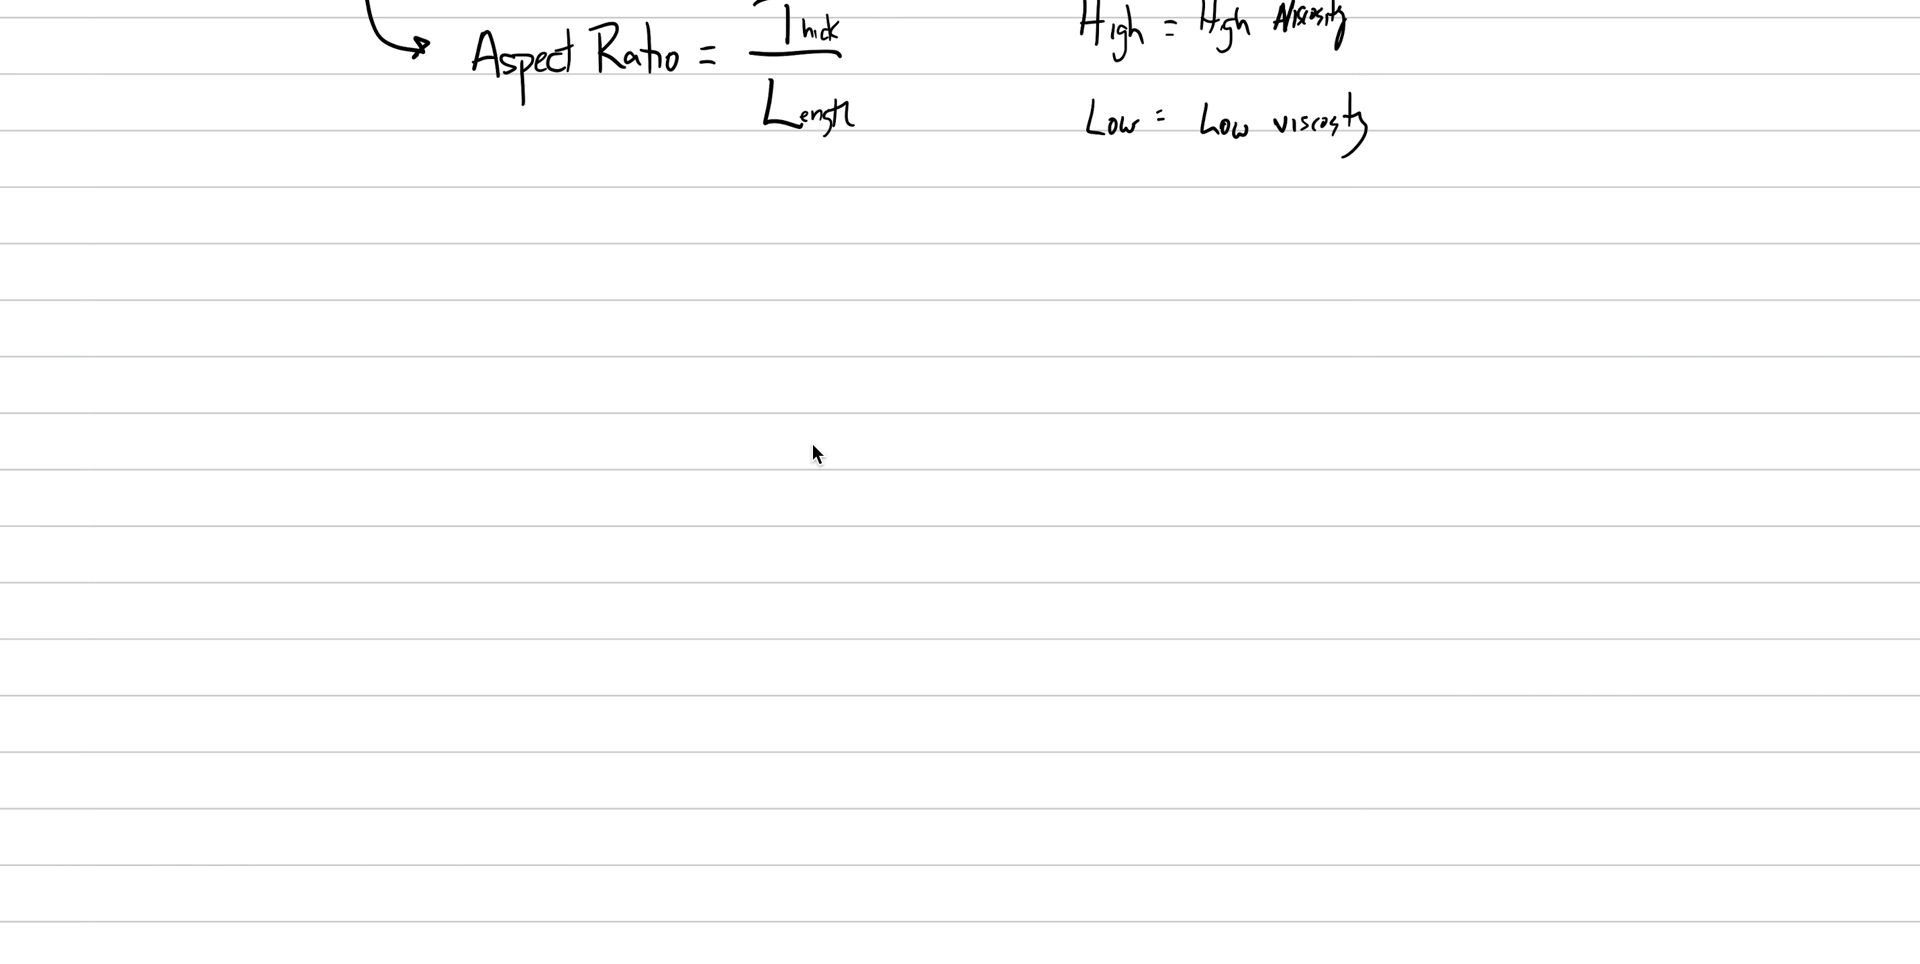 Aspect Ratio = Thick / Length
High = High Viscosity
Low = Low viscosity